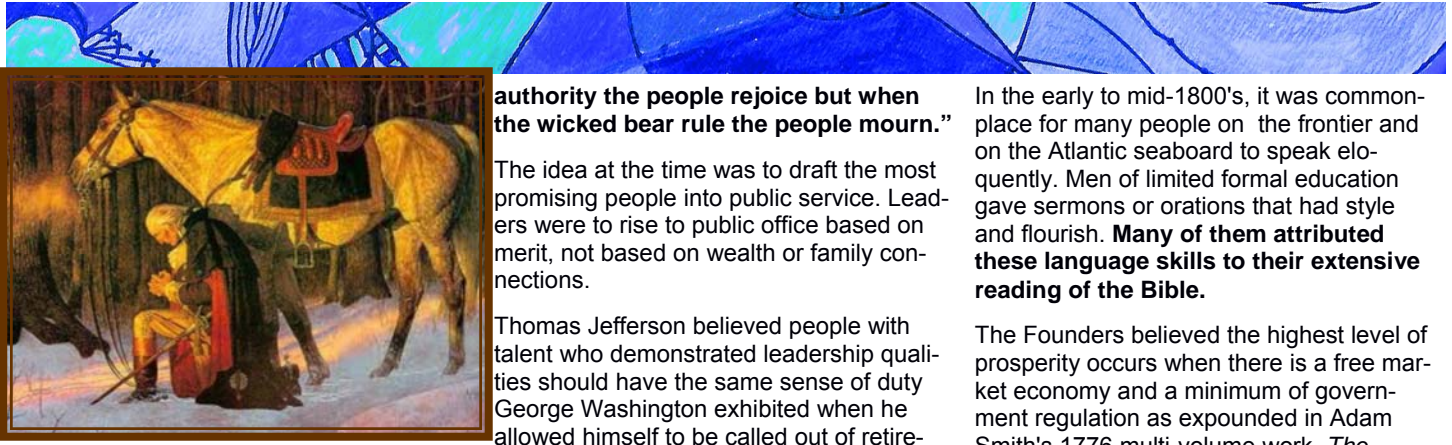 authority the people rejoice but when
the wicked bear rule the people mourn.”
The idea at the time was to draft the most
promising people into public service. Lead-
ers were to rise to public office based on
merit, not based on wealth or family con-
nections.
Thomas Jefferson believed people with
talent who demonstrated leadership quali-
ties should have the same sense of duty
George Washington exhibited when he
allowed himself to be called out of retire-
In the early to mid-1800's, it was common-
place for many people on  the frontier and
on the Atlantic seaboard to speak elo-
quently. Men of limited formal education
gave sermons or orations that had style
and flourish. Many of them attributed
these language skills to their extensive
reading of the Bible.
The Founders believed the highest level of
prosperity occurs when there is a free mar-
ket economy and a minimum of govern-
ment regulation as expounded in Adam
Smith's 1776 multi-volume work, The